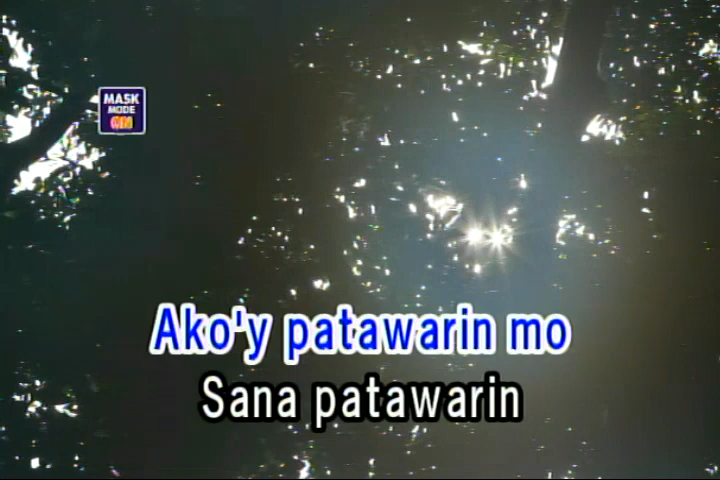 MASK
MODE
ON
Ako'y patawarin mo
Sana patawarin